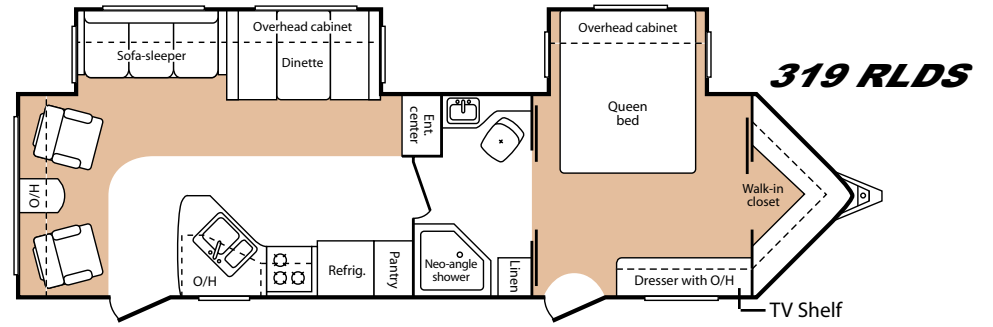 Overhead cabinet
Overhead cabinet
Sofa-sleeper
Dinette
319 RLDS
Ent.
center
Queen
bed
H/O
Walk-in
closet
O/H
Refrig.
Pantry
Neo-angle
shower
Linen
Dresser with O/H
TV Shelf